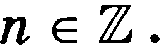 n ∈ ℤ.